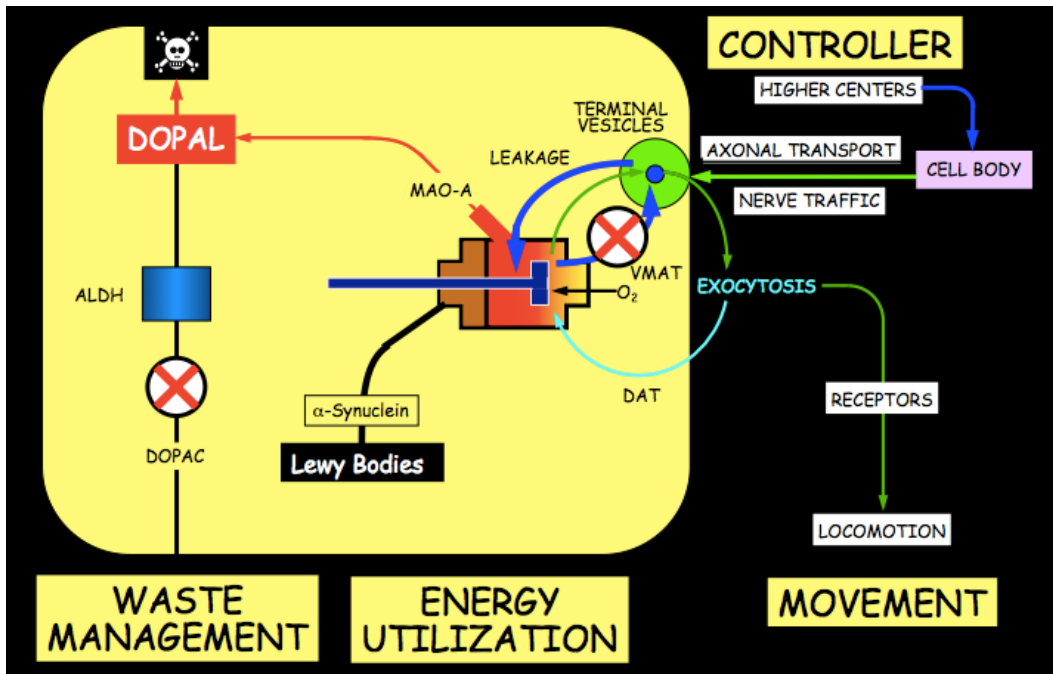 CONTROLLER
HIGHER CENTERS
TERMINAL
VESICLES
AXONAL TRANSPORT
CELL BODY
NERVE TRAFFIC
DOPAL
LEAKAGE
MAO-A
VMAT
O₂
EXOCYTOSIS
ALDH
DAT
RECEPTORS
α-Synuclein
DOPAC
Lewy Bodies
LOCOMOTION
WASTE
MANAGEMENT
ENERGY
UTILIZATION
MOVEMENT